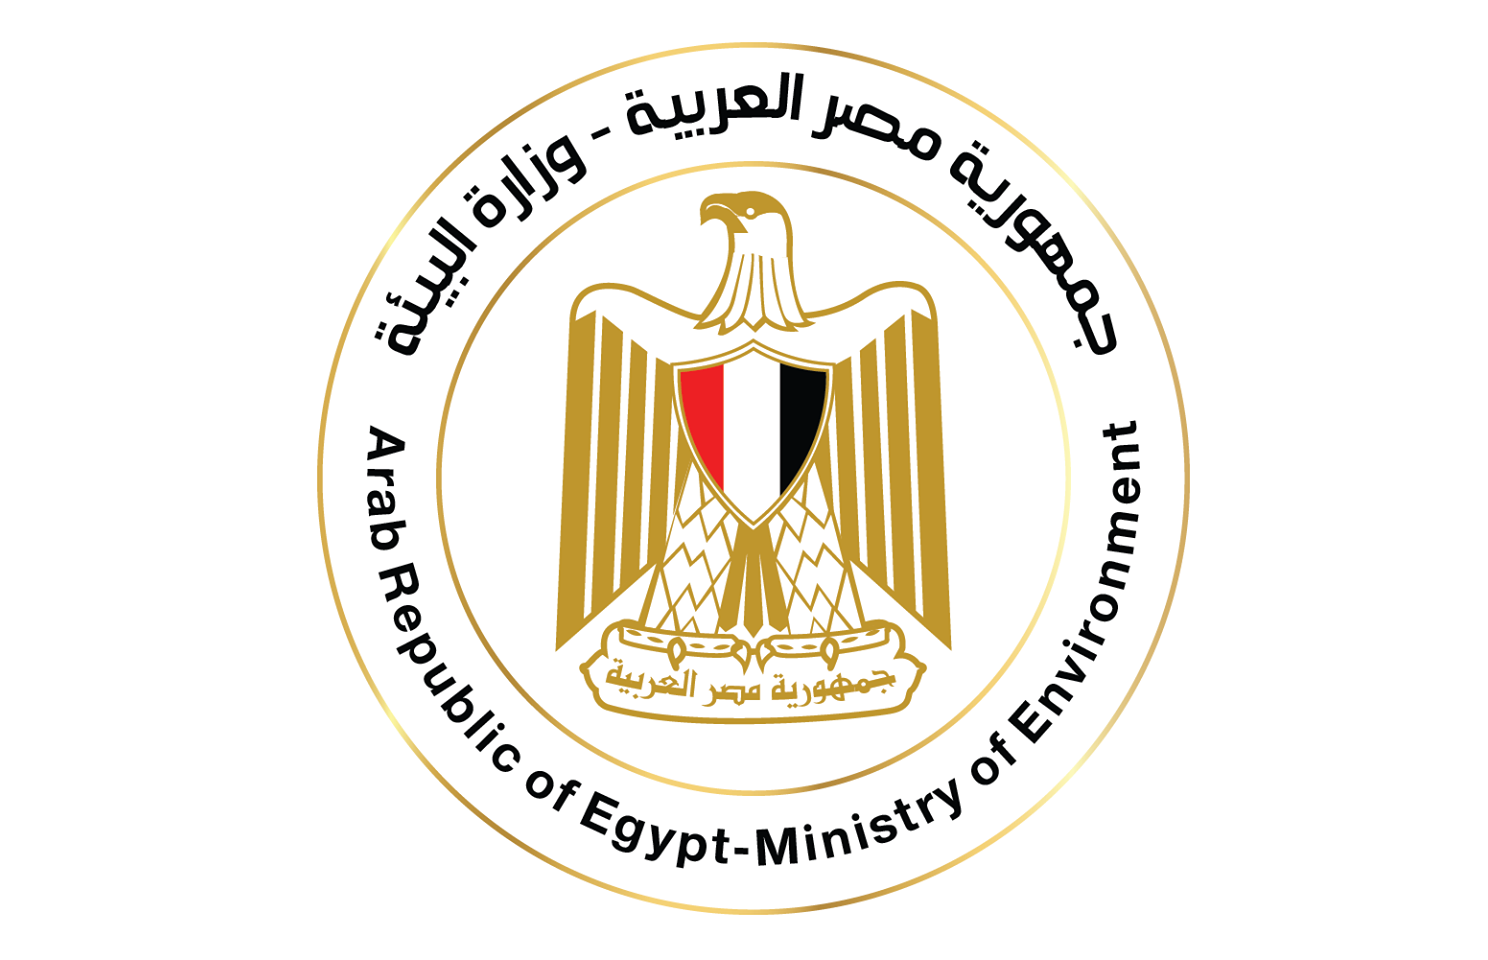 جمهورية مصر العربية - وزارة البيئة
جمهورية مصر العربية
Arab Republic of Egypt-Ministry of Environment